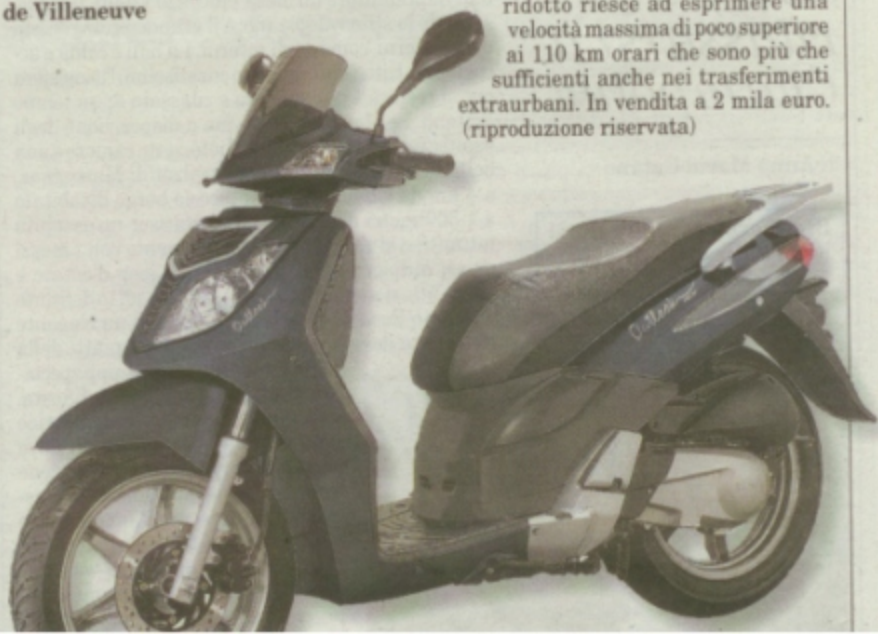 de Villeneuve
ridotto riesce ad esprimere una
velocità massima di poco superiore
ai 110 km orari che sono più che
sufficienti anche nei trasferimenti
extraurbani. In vendita a 2 mila euro.
(riproduzione riservata)